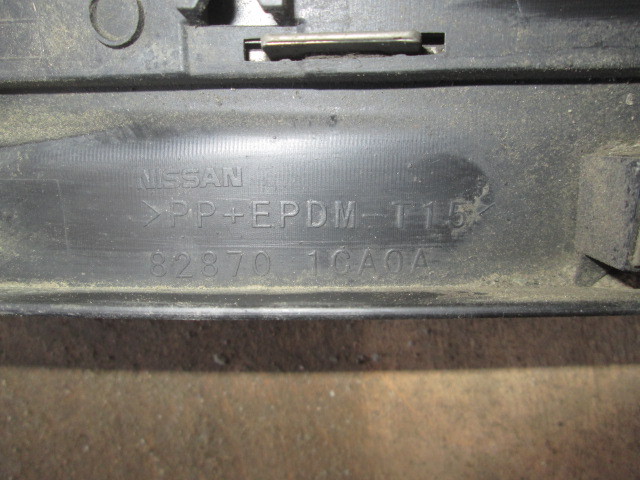 NISSAN
>PP+EPDM-T15<
82870 1CA0A